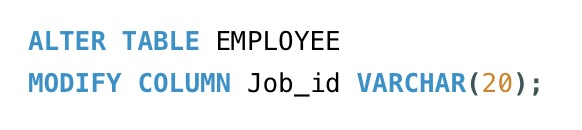 ALTER TABLE EMPLOYEE
MODIFY COLUMN Job_id VARCHAR(20);